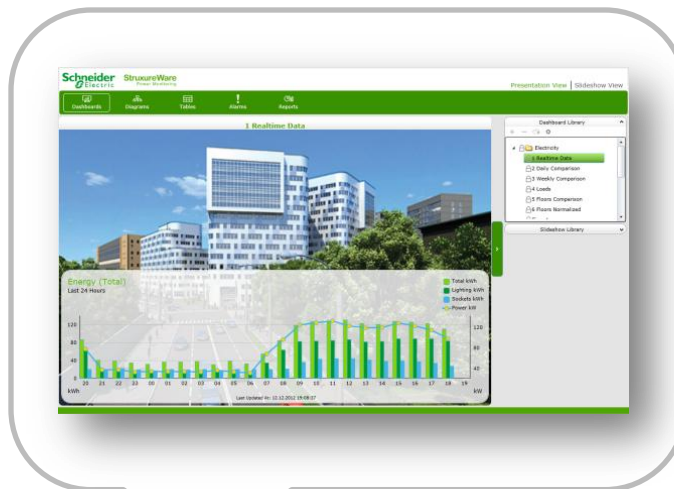 Schneider Electric StruxureWare Power Monitoring
Presentation View | Slideshow View
Dashboards Diagrams Tables Alarms Reports
1 Realtime Data
Dashboard Library
Electricity
1 Realtime Data
2 Daily Comparison
3 Weekly Comparison
4 Loads
5 Floors Comparison
6 Floors Normalized
Slideshow Library
Energy (Total)
Last 24 Hours
Total kWh
Lighting kWh
Sockets kWh
Power kW
120
80
40
0
120
80
40
20 21 22 23 00 01 02 03 04 05 06 07 08 09 10 11 12 13 14 15 16 17 18 19
kWh kW